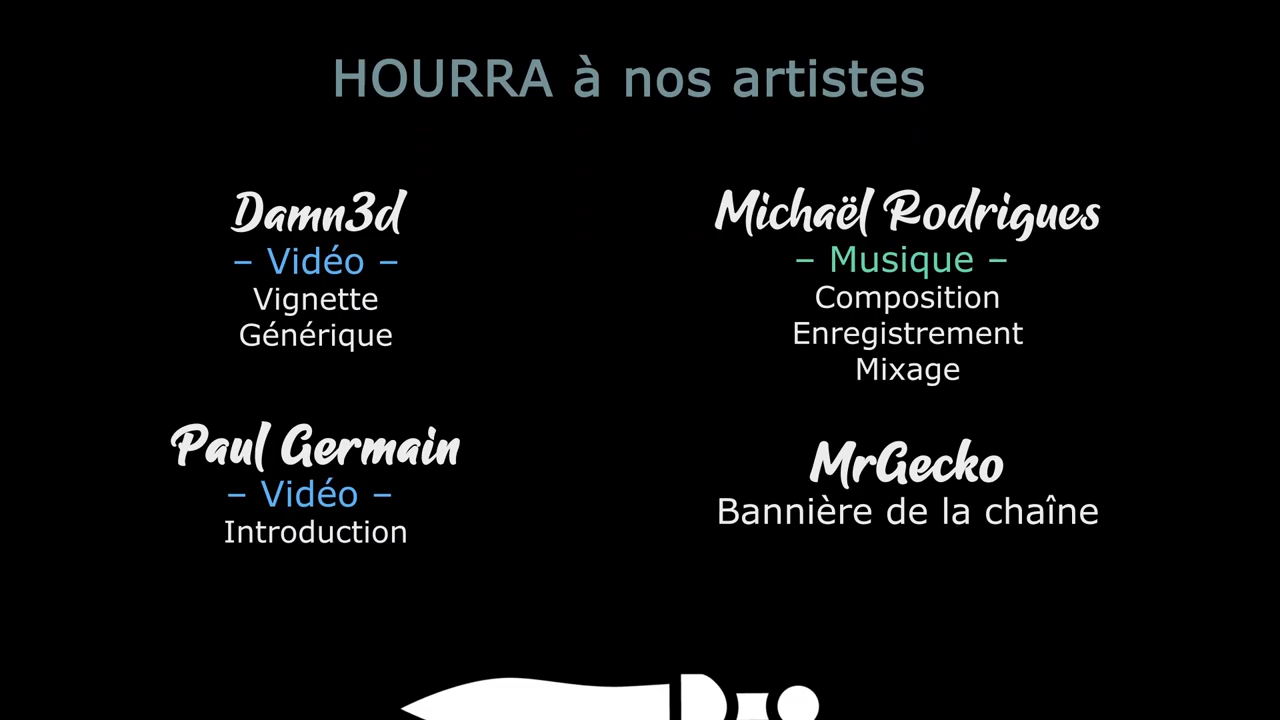 HOURRA à nos artistes
Damn3d
– Vidéo –
Vignette
Générique
Michaël Rodrigues
– Musique –
Composition
Enregistrement
Mixage
Paul Germain
– Vidéo –
Introduction
MrGecko
Bannière de la chaîne